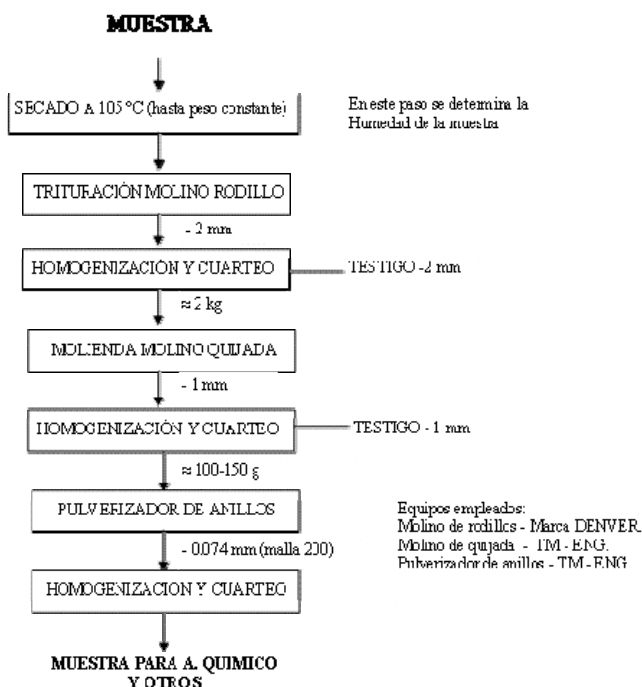 MUESTRA
SECADO A 105 °C (hasta peso constante)
En este paso se determina la
Humedad de la muestra
TRITURACIÓN MOLINO RODILLO
- 2 mm
HOMOGENIZACIÓN Y CUARTEO
TESTIGO -2 mm
≈ 2 kg
MOLIENDA MOLINO QUIJADA
- 1 mm
HOMOGENIZACIÓN Y CUARTEO
TESTIGO - 1 mm
≈ 100-150 g
PULVERIZADOR DE ANILLOS
Equipos empleados:
Molino de rodillos - Marca DENVER.
Molino de quijada - TM - ENG.
Pulverizador de anillos - TM - ENG
- 0.074 mm (malla 200)
HOMOGENIZACION Y CUARTEO
MUESTRA PARA A. QUIMICO
Y OTROS